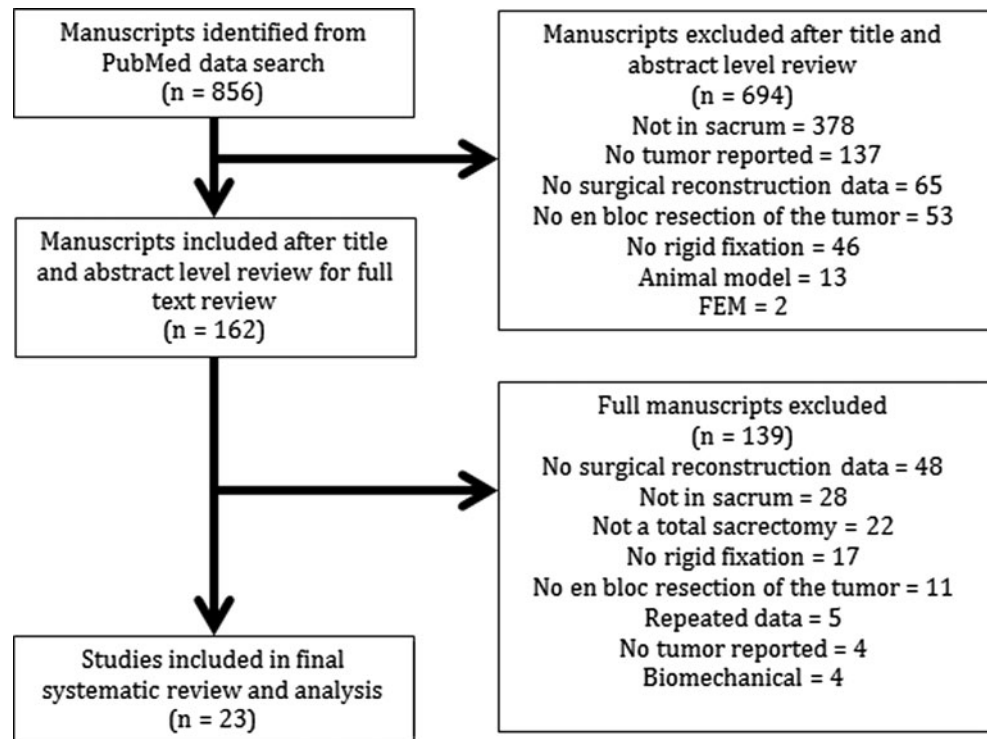 Manuscripts identified from
PubMed data search
(n = 856)
Manuscripts excluded after title and
abstract level review
(n = 694)
Not in sacrum = 378
No tumor reported = 137
No surgical reconstruction data = 65
No en bloc resection of the tumor = 53
No rigid fixation = 46
Animal model = 13
FEM = 2
Manuscripts included after title
and abstract level review for full
text review
(n = 162)
Full manuscripts excluded
(n = 139)
No surgical reconstruction data = 48
Not in sacrum = 28
Not a total sacrectomy = 22
No rigid fixation = 17
No en bloc resection of the tumor = 11
Repeated data = 5
No tumor reported = 4
Biomechanical = 4
Studies included in final
systematic review and analysis
(n = 23)